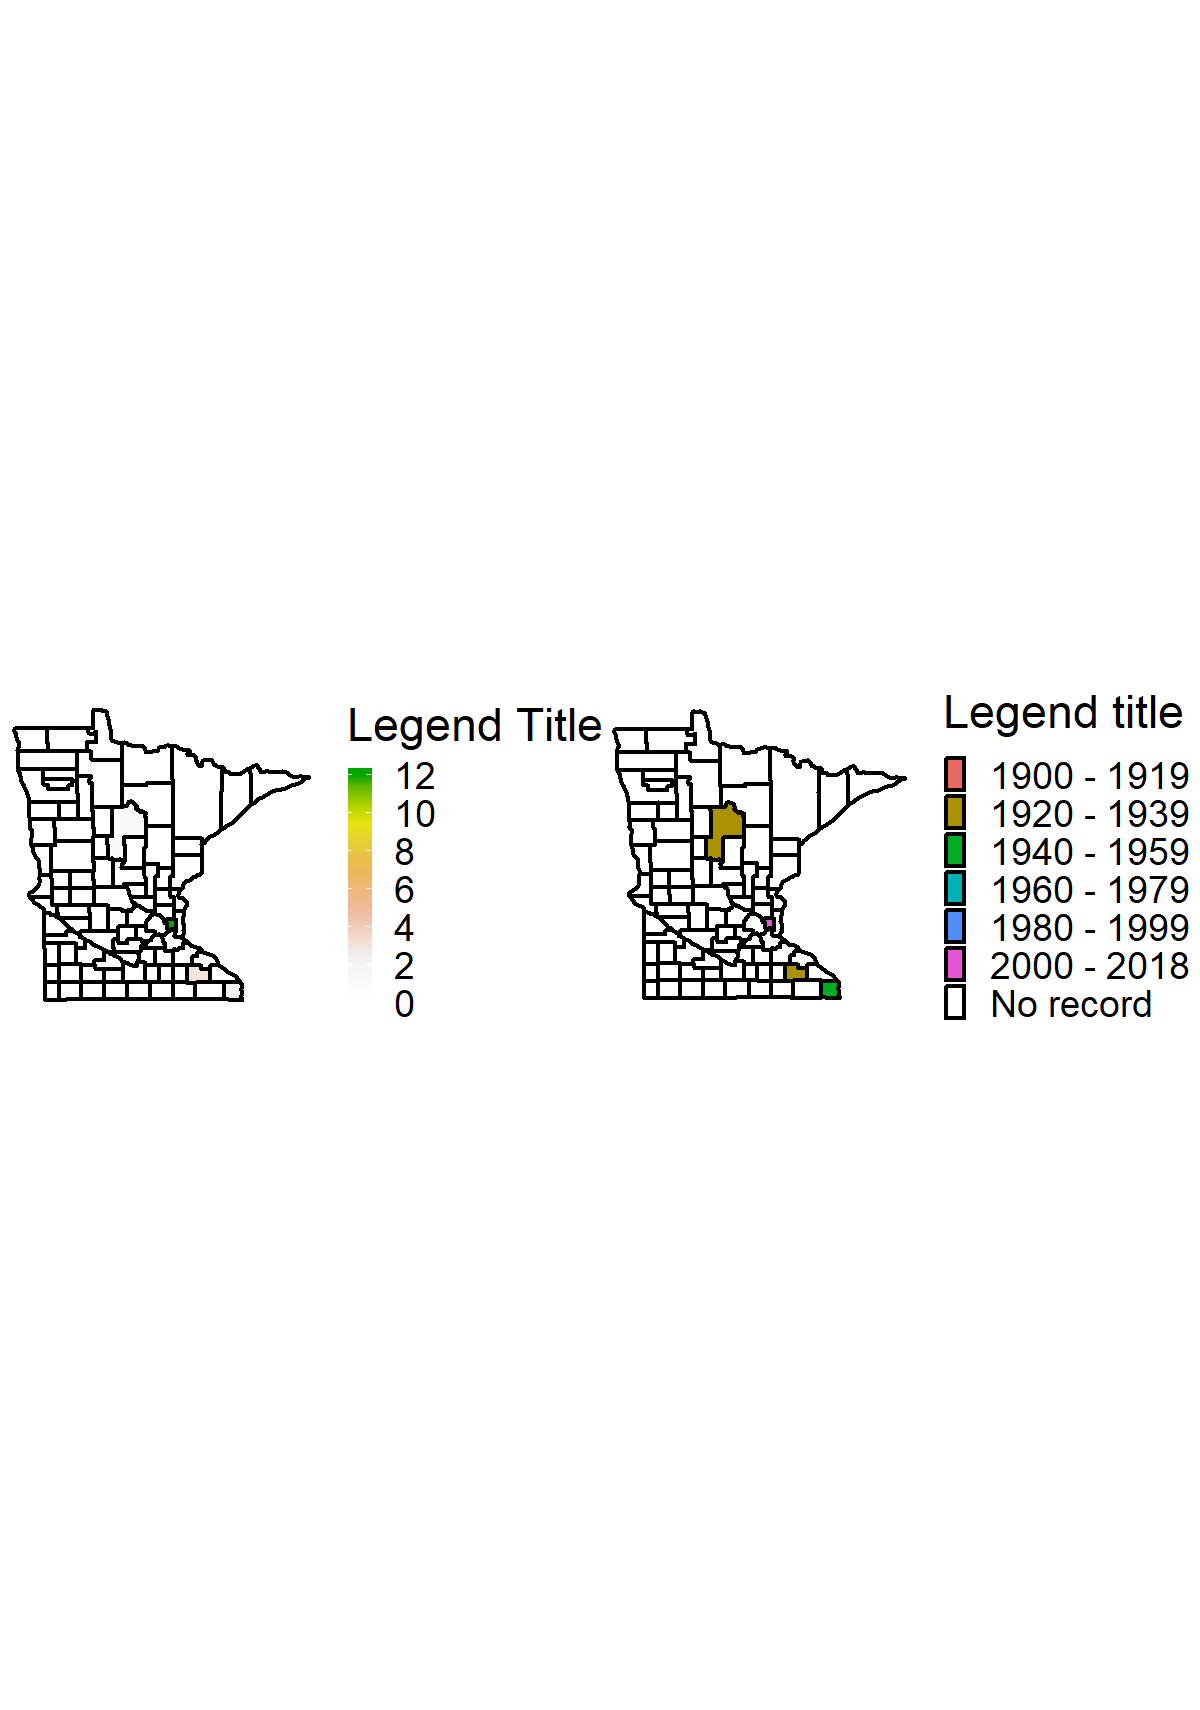 Legend Title
12
10
8
6
4
2
0
Legend title
1900 - 1919
1920 - 1939
1940 - 1959
1960 - 1979
1980 - 1999
2000 - 2018
No record